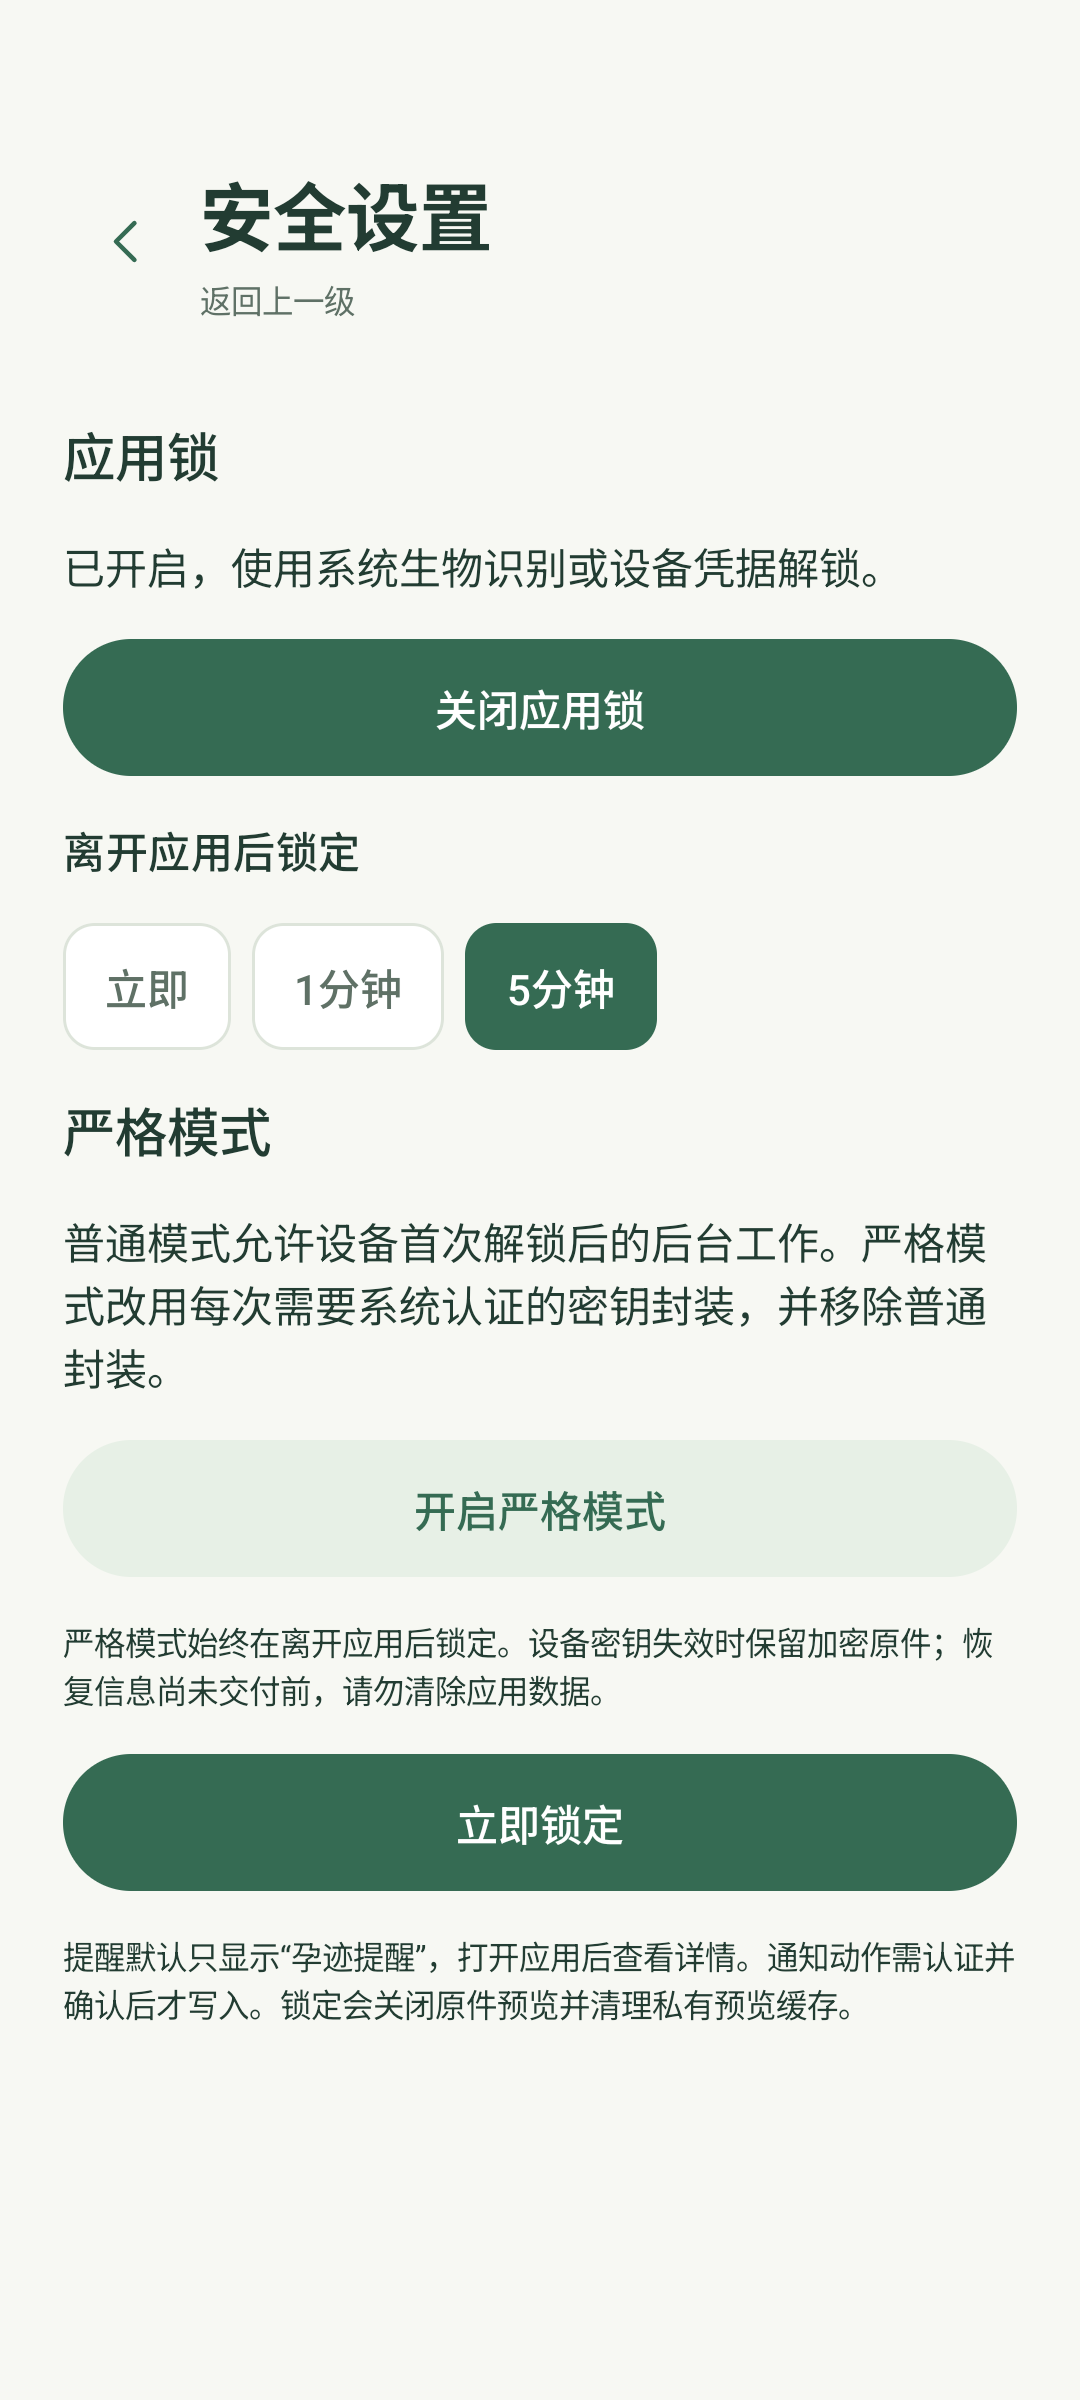 安全设置
返回上一级
应用锁
已开启，使用系统生物识别或设备凭据解锁。
关闭应用锁
离开应用后锁定
立即
1分钟
5分钟
严格模式
普通模式允许设备首次解锁后的后台工作。严格模
式改用每次需要系统认证的密钥封装，并移除普通
封装。
开启严格模式
严格模式始终在离开应用后锁定。设备密钥失效时保留加密原件；恢
复信息尚未交付前，请勿清除应用数据。
立即锁定
提醒默认只显示“孕迹提醒”，打开应用后查看详情。通知动作需认证并
确认后才写入。锁定会关闭原件预览并清理私有预览缓存。